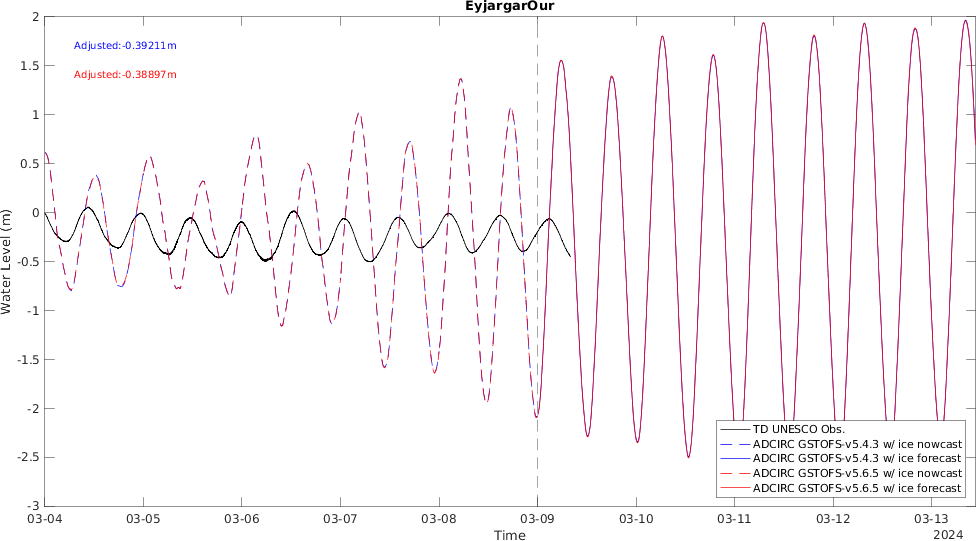 EyjargarOur
Adjusted:-0.39211m
Adjusted:-0.38897m
2
1.5
1
0.5
0
-0.5
-1
-1.5
-2
-2.5
-3
Water Level (m)
TD UNESCO Obs.
ADCIRC GSTOFS-v5.4.3 w/ ice nowcast
ADCIRC GSTOFS-v5.4.3 w/ ice forecast
ADCIRC GSTOFS-v5.6.5 w/ ice nowcast
ADCIRC GSTOFS-v5.6.5 w/ ice forecast
03-04 03-05 03-06 03-07 03-08 03-09 03-10 03-11 03-12 03-13
Time
2024